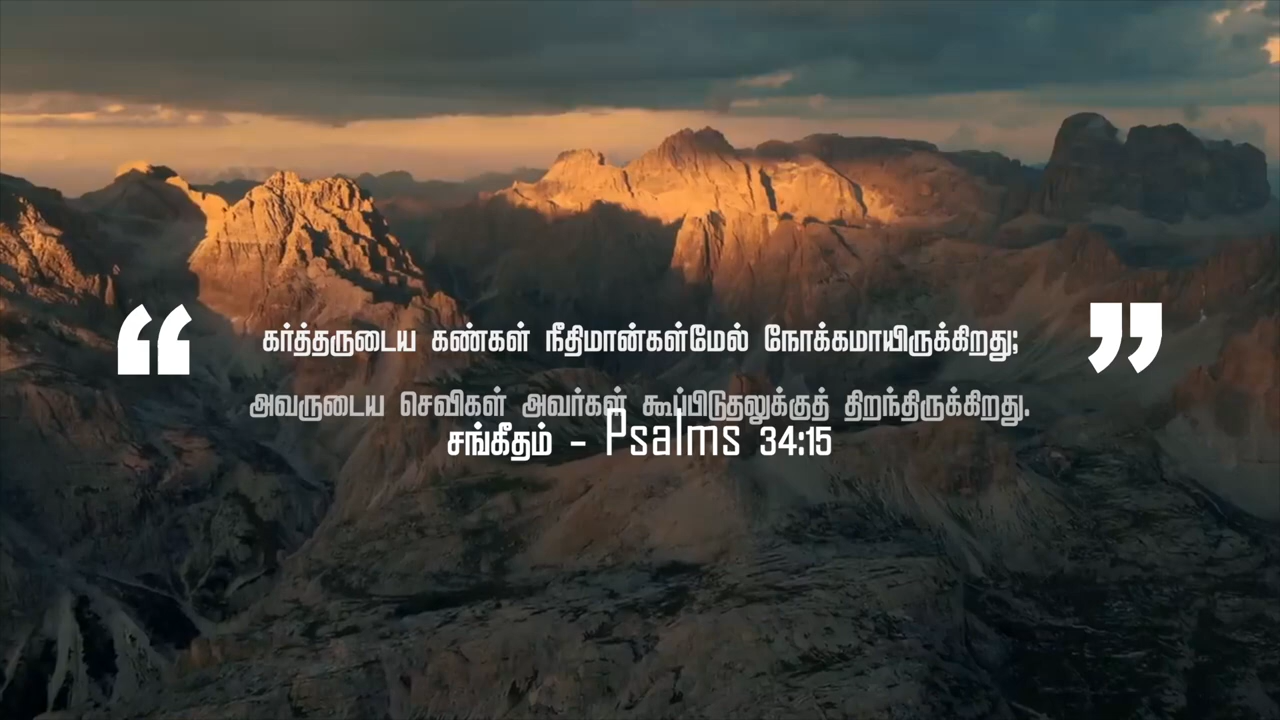 “ கர்த்தருடைய கண்கள் நீதிமான்கள்மேல் நோக்கமாயிருக்கிறது; ”
அவருடைய செவிகள் அவர்கள் கூப்பிடுதலுக்குத் திறந்திருக்கிறது.
சங்கீதம் - Psalms 34:15